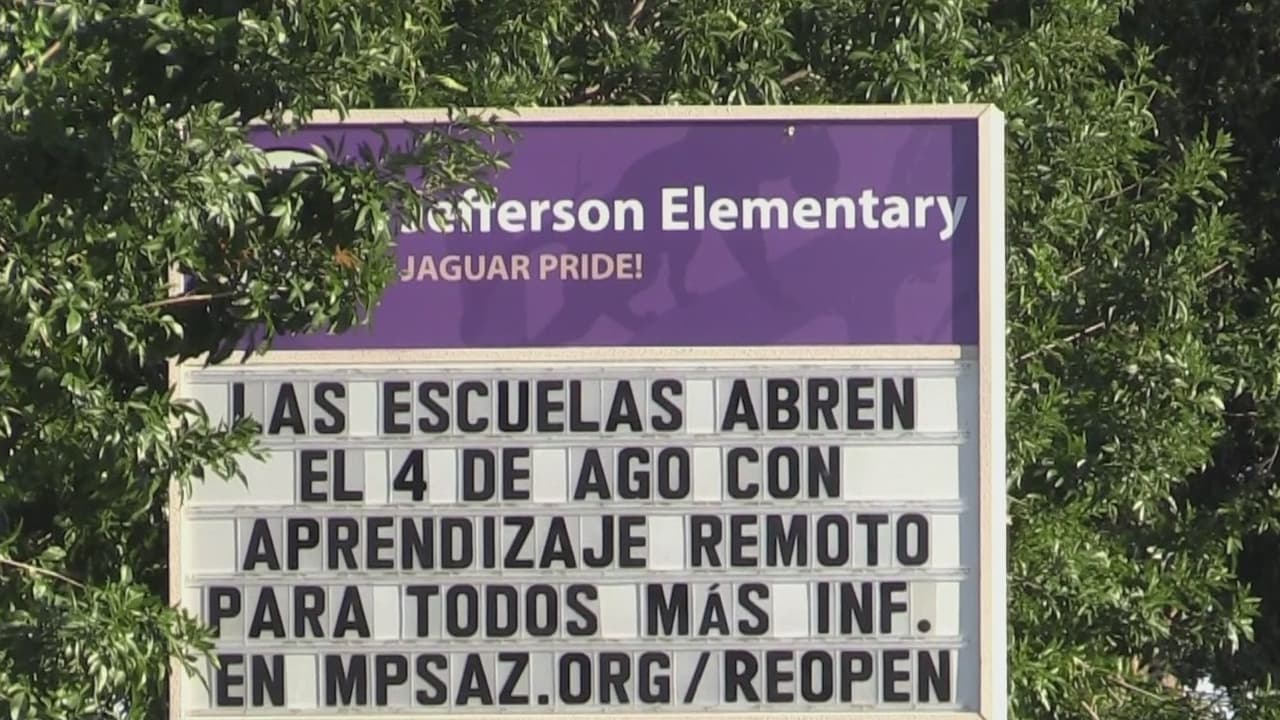 Jefferson Elementary
JAGUAR PRIDE!
LAS ESCUELAS ABREN
EL 4 DE AGO CON
APRENDIZAJE REMOTO
PARA TODOS MÁS INF.
EN MPSAZ.ORG/REOPEN